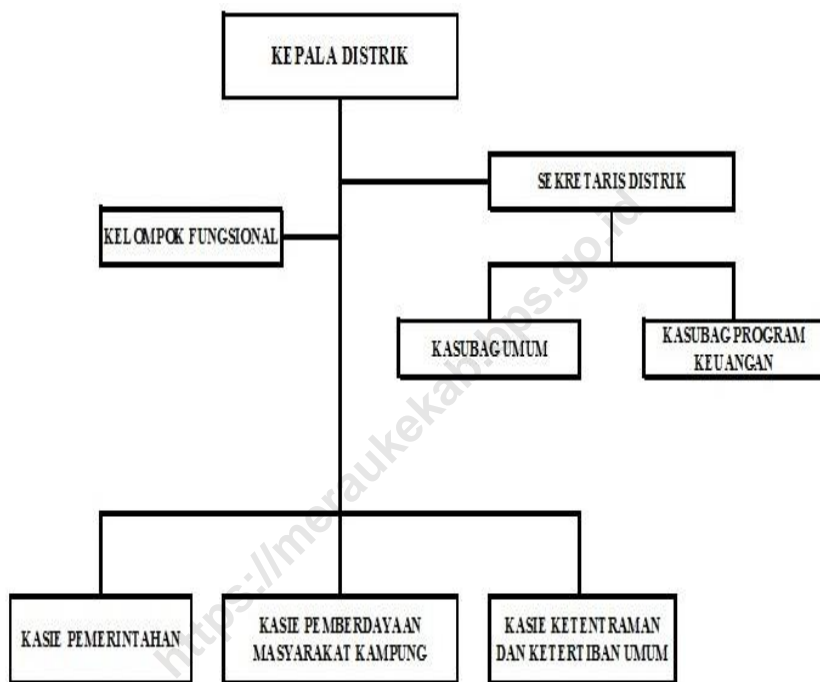 KEPALA DISTRIK
SEKRETARIS DISTRIK
KELOMPOK FUNGSIONAL
KASUBAG UMUM
KASUBAG PROGRAM
KEUANGAN
KASIE PEMERINTAHAN
KASIE PEMBERDAYAAN
MASYARAKAT KAMPUNG
KASIE KETENTRAMAN
DAN KETERTIBAN UMUM
https://meraukekab.bps.go.id